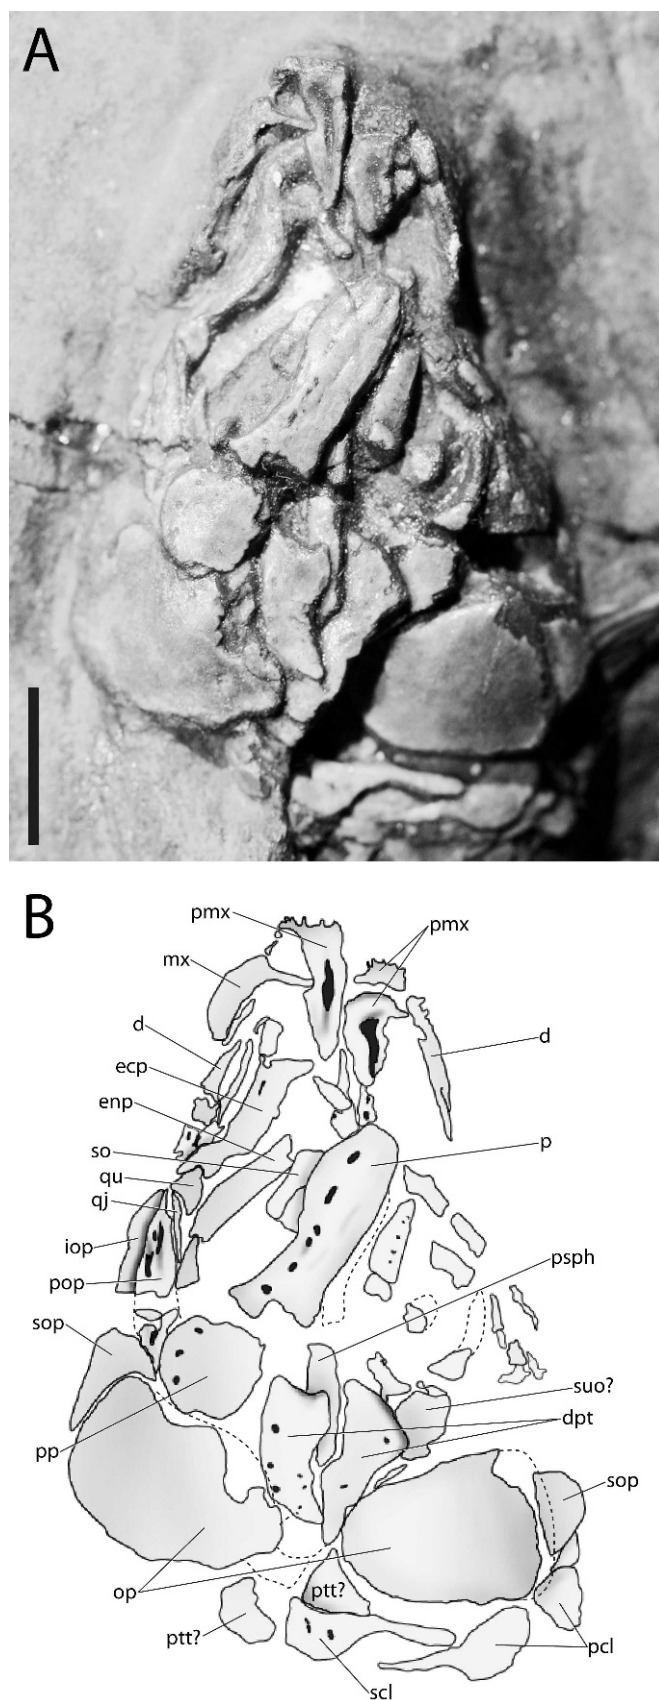 A
B
pmx
pmx
mx
d
d
ecp
enp
so
p
qu
qj
iop
pop
psph
sop
suo?
dpt
pp
sop
op
ptt?
ptt?
pcl
scl